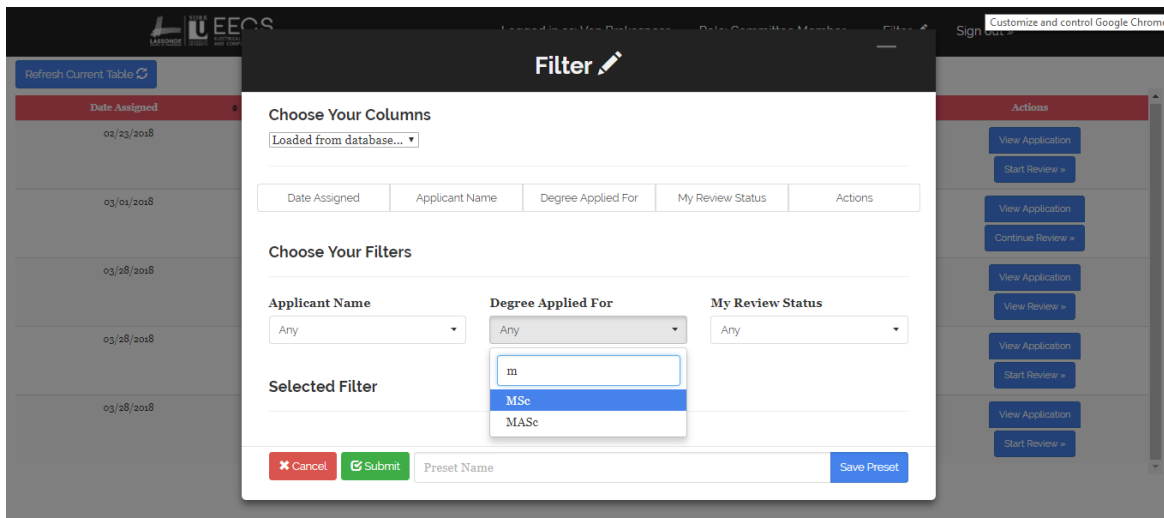 LASSONDE YORK U EECS
Sign out »
Customize and control Google Chrome
Refresh Current Table
Filter
Date Assigned
Actions
Choose Your Columns
Loaded from database...
02/23/2018
View Application
Start Review »
Date Assigned Applicant Name Degree Applied For My Review Status Actions
03/01/2018
View Application
Continue Review »
Choose Your Filters
03/28/2018
View Application
View Review »
Applicant Name Degree Applied For My Review Status
Any Any Any
03/28/2018
View Application
Start Review »
m
MSc
MASc
Selected Filter
03/28/2018
View Application
Start Review »
Cancel Submit Preset Name Save Preset